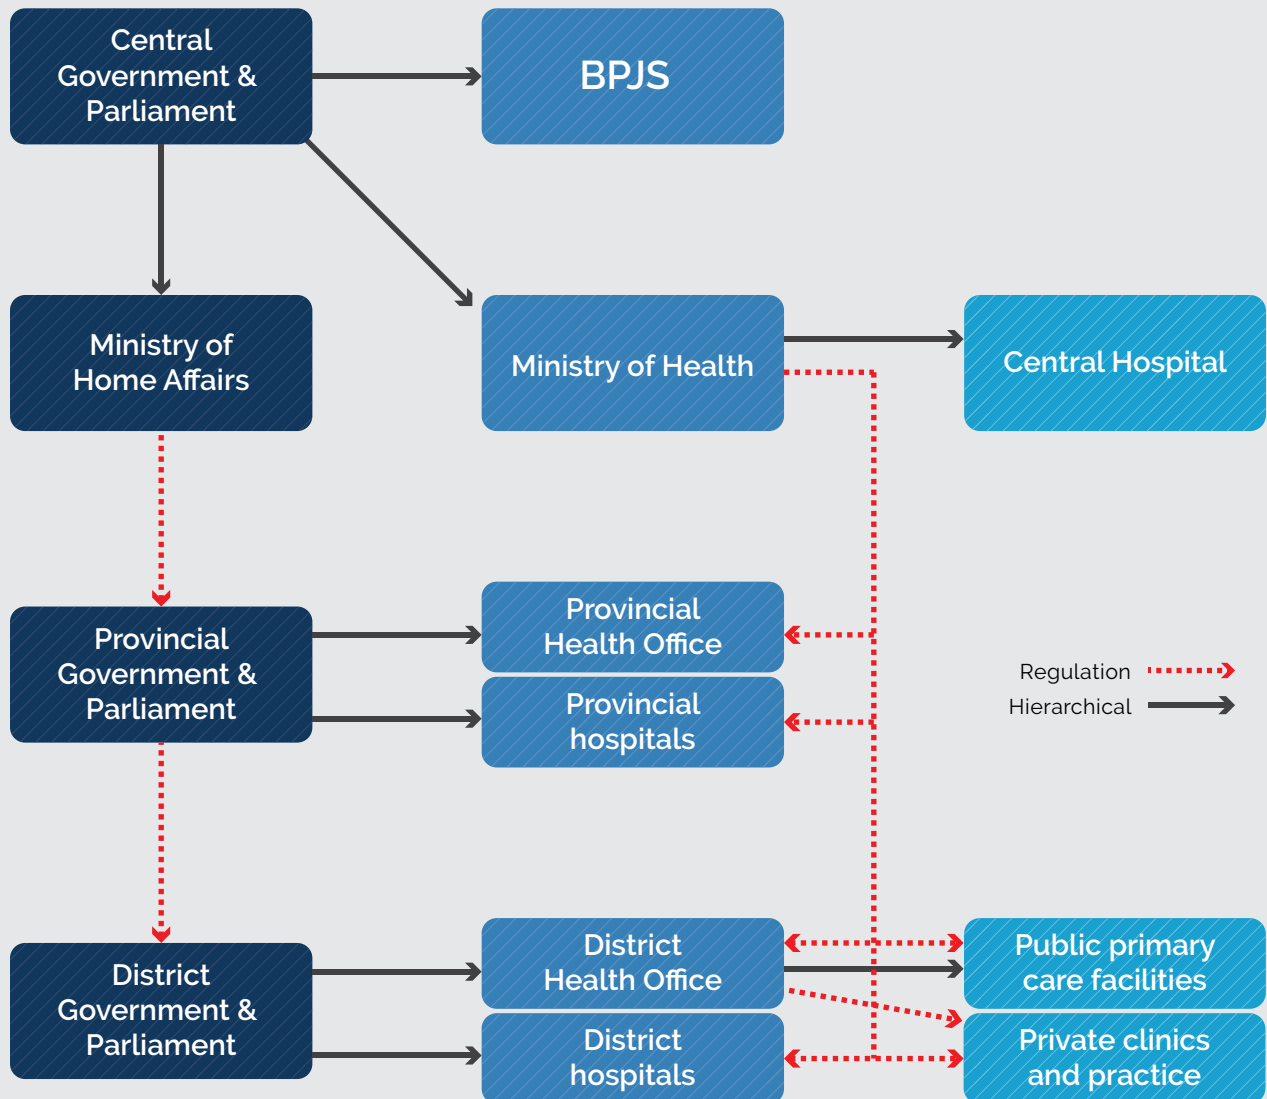 Central
Government &
Parliament
BPJS
Ministry of
Home Affairs
Ministry of Health
Central Hospital
Provincial
Government &
Parliament
Provincial
Health Office
Provincial
hospitals
Regulation
Hierarchical
District
Government &
Parliament
District
Health Office
District
hospitals
Public primary
care facilities
Private clinics
and practice